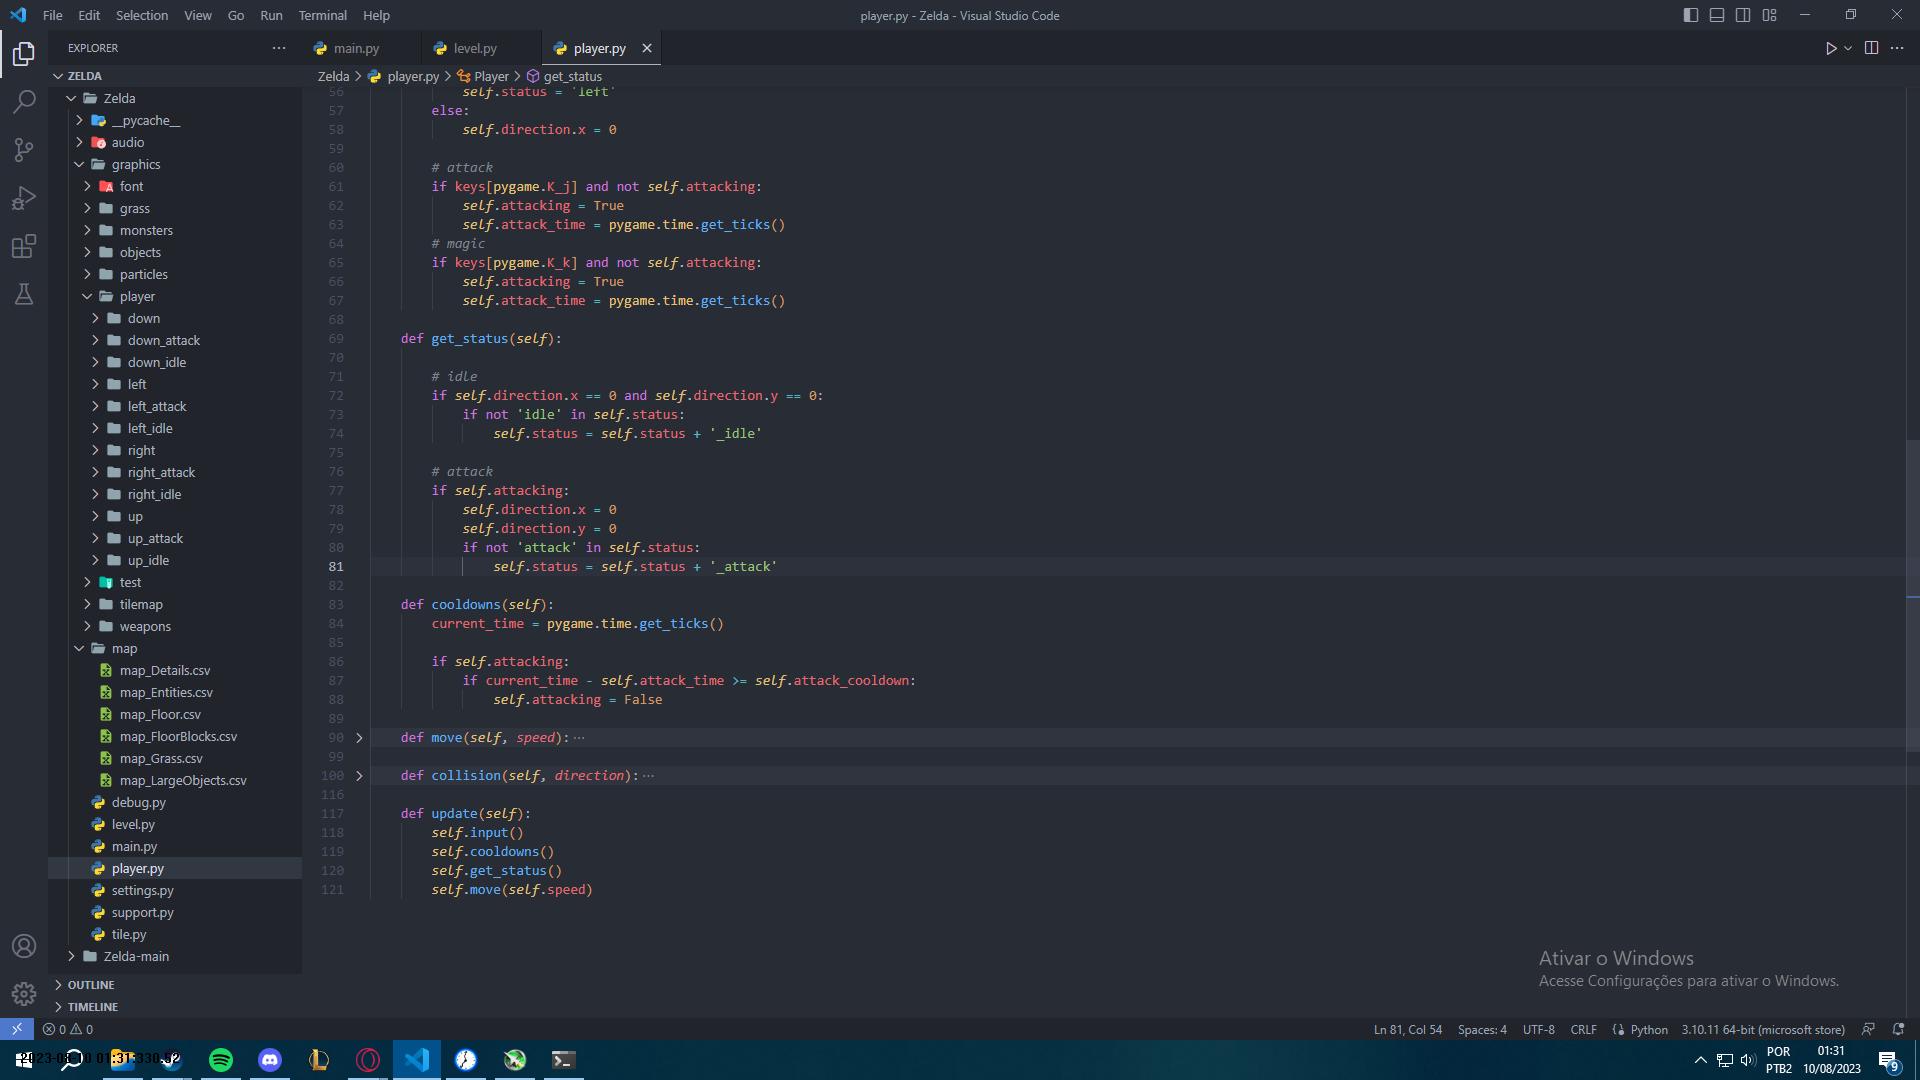 File Edit Selection View Go Run Terminal Help
player.py - Zelda - Visual Studio Code
EXPLORER
main.py
level.py
player.py
ZELDA
Zelda
__pycache__
audio
graphics
font
grass
monsters
objects
particles
player
down
down_attack
down_idle
left
left_attack
left_idle
right
right_attack
right_idle
up
up_attack
up_idle
test
tilemap
weapons
map
map_Details.csv
map_Entities.csv
map_Floor.csv
map_FloorBlocks.csv
map_Grass.csv
map_LargeObjects.csv
debug.py
level.py
main.py
player.py
settings.py
support.py
tile.py
Zelda-main
OUTLINE
TIMELINE
Zelda > player.py > Player > get_status
56 self.status = 'left'
57 else:
58 self.direction.x = 0
59
60 # attack
61 if keys[pygame.K_j] and not self.attacking:
62 self.attacking = True
63 self.attack_time = pygame.time.get_ticks()
64 # magic
65 if keys[pygame.K_k] and not self.attacking:
66 self.attacking = True
67 self.attack_time = pygame.time.get_ticks()
68
69 def get_status(self):
70
71 # idle
72 if self.direction.x == 0 and self.direction.y == 0:
73 if not 'idle' in self.status:
74 self.status = self.status + '_idle'
75
76 # attack
77 if self.attacking:
78 self.direction.x = 0
79 self.direction.y = 0
80 if not 'attack' in self.status:
81 self.status = self.status + '_attack'
82
83 def cooldowns(self):
84 current_time = pygame.time.get_ticks()
85
86 if self.attacking:
87 if current_time - self.attack_time >= self.attack_cooldown:
88 self.attacking = False
89
90 def move(self, speed):···
99
100 def collision(self, direction):···
116
117 def update(self):
118 self.input()
119 self.cooldowns()
120 self.get_status()
121 self.move(self.speed)
Ativar o Windows
Acesse Configurações para ativar o Windows.
0 0
Ln 81, Col 54 Spaces: 4 UTF-8 CRLF Python 3.10.11 64-bit (microsoft store)
POR
PTB2
01:31
10/08/2023
9